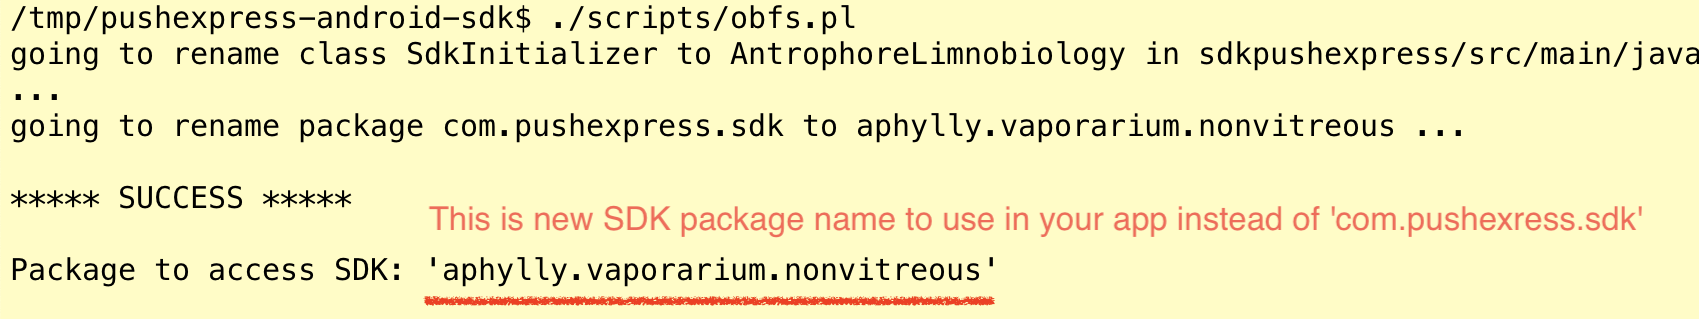 /tmp/pushexpress-android-sdk$ ./scripts/obfs.pl
going to rename class SdkInitializer to AntrophoreLimnobiology in sdkpushexpress/src/main/java
...
going to rename package com.pushexpress.sdk to aphylly.vaporarium.nonvitreous ...
***** SUCCESS *****
This is new SDK package name to use in your app instead of 'com.pushexress.sdk'
Package to access SDK: 'aphylly.vaporarium.nonvitreous'